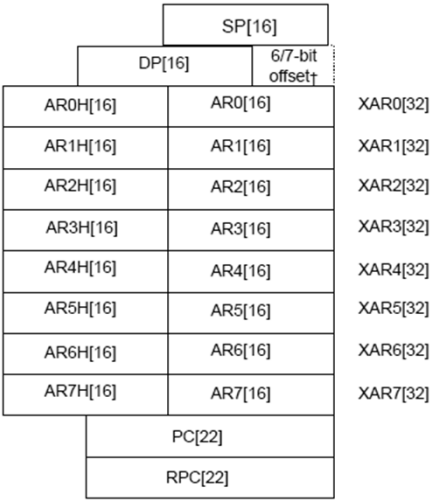 SP[16]
DP[16] 6/7-bit
offset†
AR0H[16] AR0[16] XAR0[32]
AR1H[16] AR1[16] XAR1[32]
AR2H[16] AR2[16] XAR2[32]
AR3H[16] AR3[16] XAR3[32]
AR4H[16] AR4[16] XAR4[32]
AR5H[16] AR5[16] XAR5[32]
AR6H[16] AR6[16] XAR6[32]
AR7H[16] AR7[16] XAR7[32]
PC[22]
RPC[22]